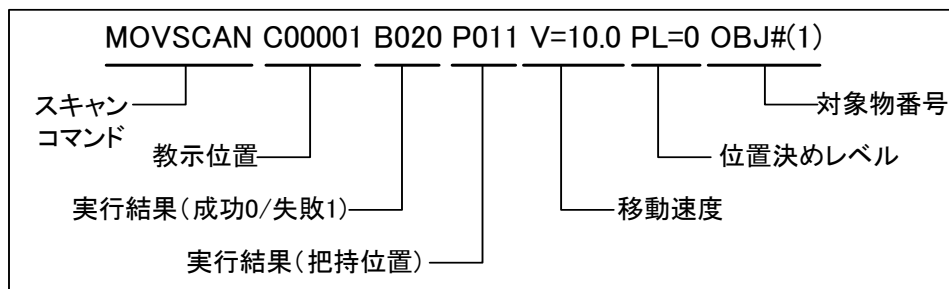 MOVSCAN C00001 B020 P011 V=10.0 PL=0 OBJ#(1)
スキャン
コマンド
対象物番号
教示位置
位置決めレベル
実行結果(成功0/失敗1)
移動速度
実行結果(把持位置)